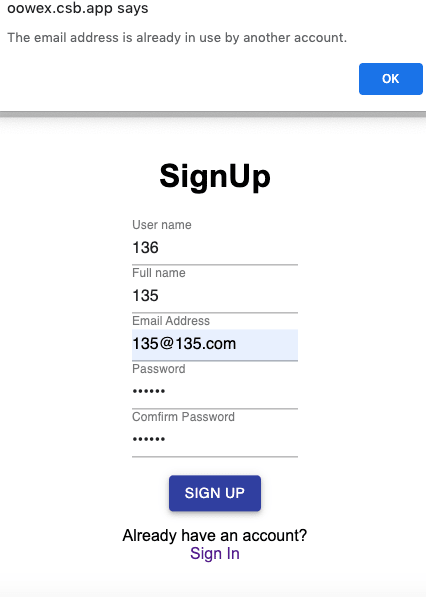 oowex.csb.app says
The email address is already in use by another account.
OK
SignUp
User name
136
Full name
135
Email Address
135@135.com
Password
••••••
Comfirm Password
••••••
SIGN UP
Already have an account?
Sign In